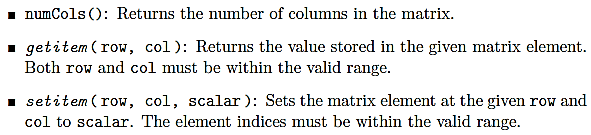 ▪ numCols(): Returns the number of columns in the matrix.
▪ getitem( row, col ): Returns the value stored in the given matrix element.
Both row and col must be within the valid range.
▪ setitem( row, col, scalar ): Sets the matrix element at the given row and
col to scalar. The element indices must be within the valid range.